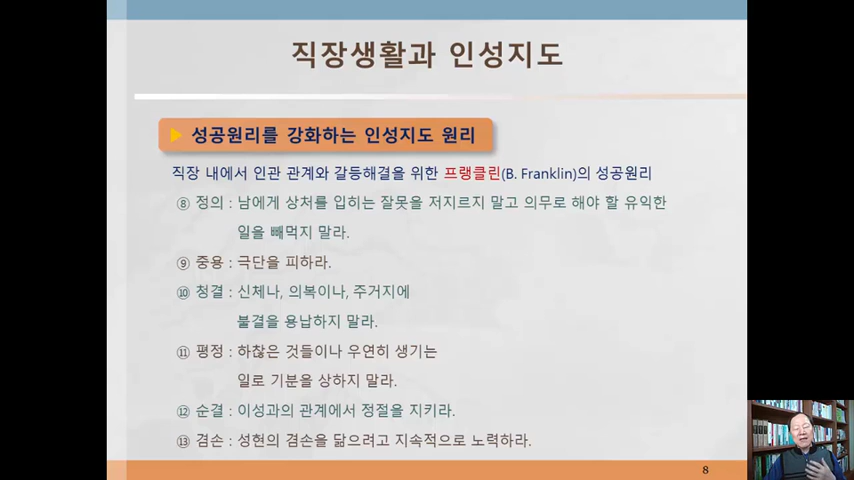 직장생활과 인성지도
성공원리를 강화하는 인성지도 원리
직장 내에서 인관 관계와 갈등해결을 위한 프랭클린(B. Franklin)의 성공원리
⑧ 정의 : 남에게 상처를 입히는 잘못을 저지르지 말고 의무로 해야 할 유익한
일을 빼먹지 말라.
⑨ 중용 : 극단을 피하라.
⑩ 청결 : 신체나, 의복이나, 주거지에
불결을 용납하지 말라.
⑪ 평정 : 하찮은 것들이나 우연히 생기는
일로 기분을 상하지 말라.
⑫ 순결 : 이성과의 관계에서 정절을 지키라.
⑬ 겸손 : 성현의 겸손을 닮으려고 지속적으로 노력하라.
8